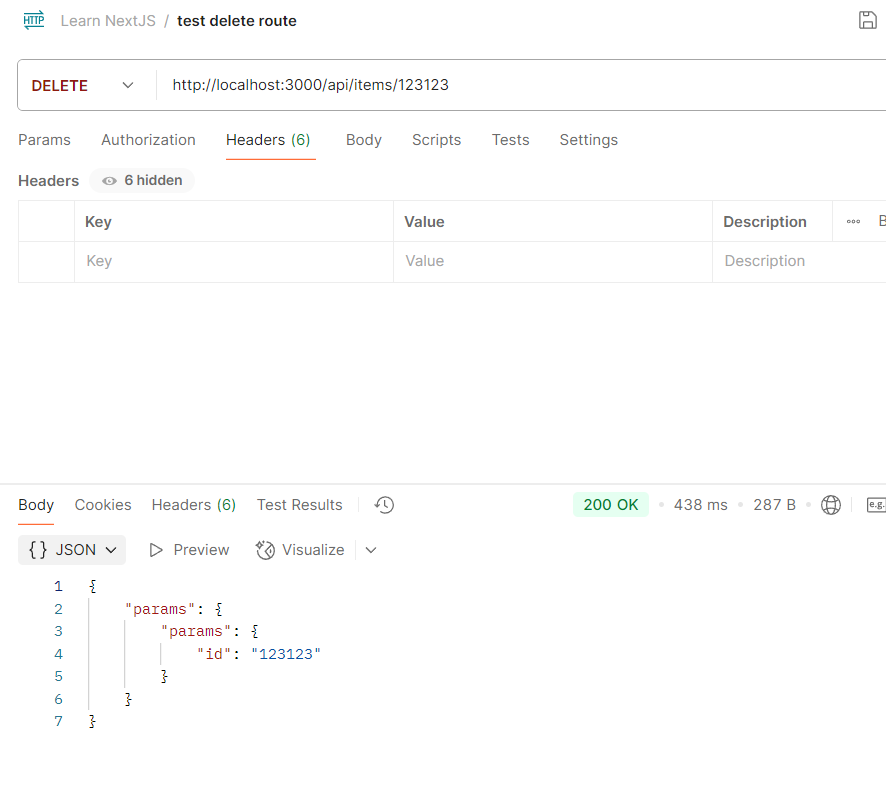 HTTP Learn NextJS / test delete route
DELETE http://localhost:3000/api/items/123123
Params Authorization Headers (6) Body Scripts Tests Settings
Headers 6 hidden
Key Value Description B
Key Value Description
Body Cookies Headers (6) Test Results 200 OK 438 ms 287 B e.g.
{} JSON Preview Visualize
1 {
2 "params": {
3 "params": {
4 "id": "123123"
5 }
6 }
7 }